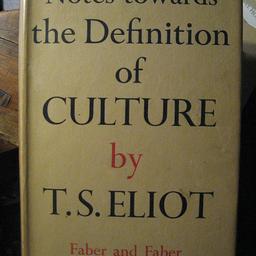 Notes towards
the Definition
of
CULTURE
by
T. S. ELIOT
Faber and Faber